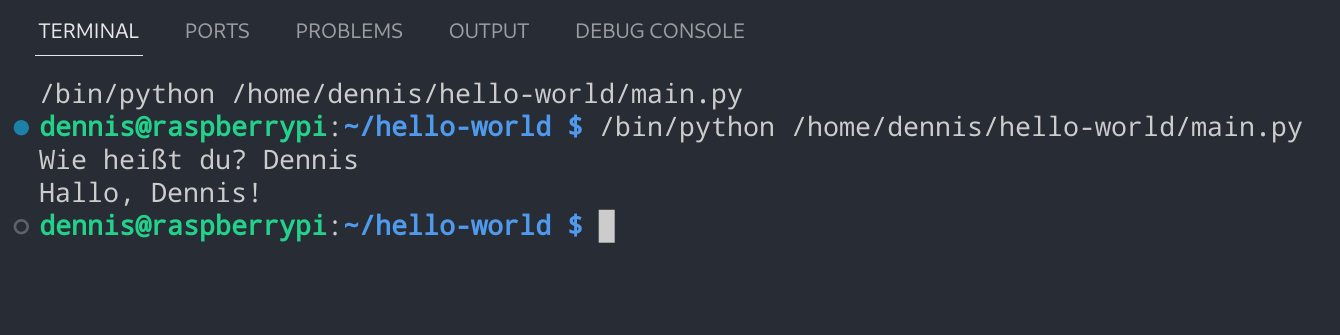 TERMINAL PORTS PROBLEMS OUTPUT DEBUG CONSOLE
/bin/python /home/dennis/hello-world/main.py
dennis@raspberrypi:~/hello-world $ /bin/python /home/dennis/hello-world/main.py
Wie heißt du? Dennis
Hallo, Dennis!
dennis@raspberrypi:~/hello-world $